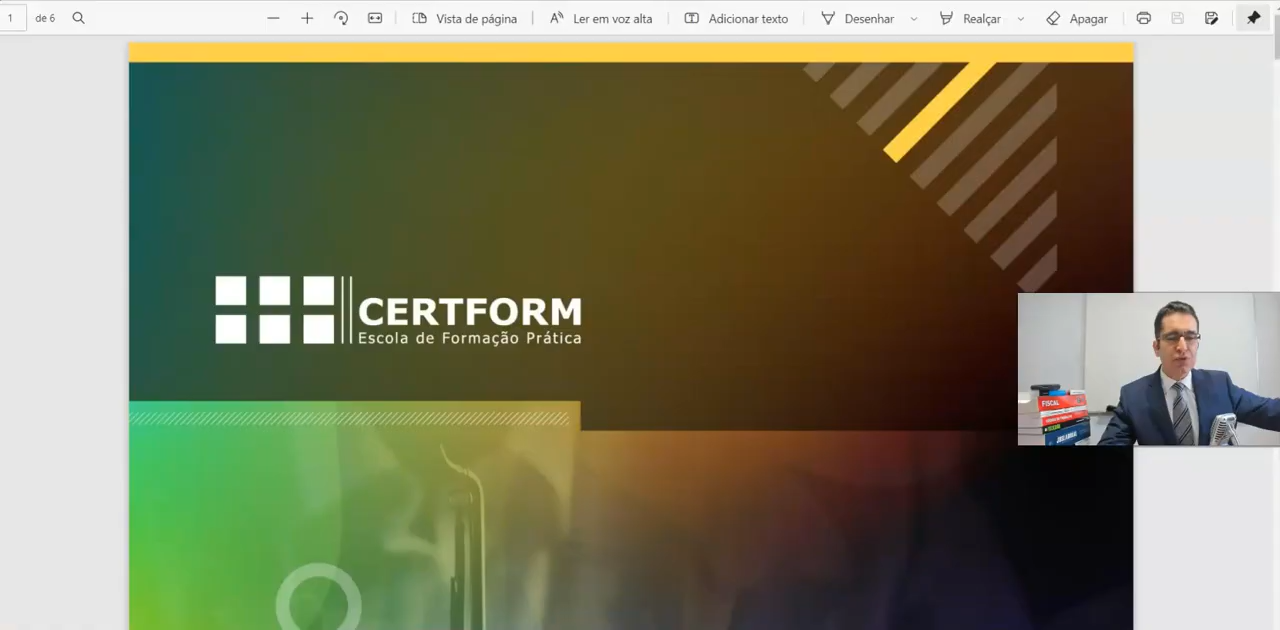 1 de 6 Vista de página Ler em voz alta Adicionar texto Desenhar Realçar Apagar
CERTFORM
Escola de Formação Prática
FISCAL